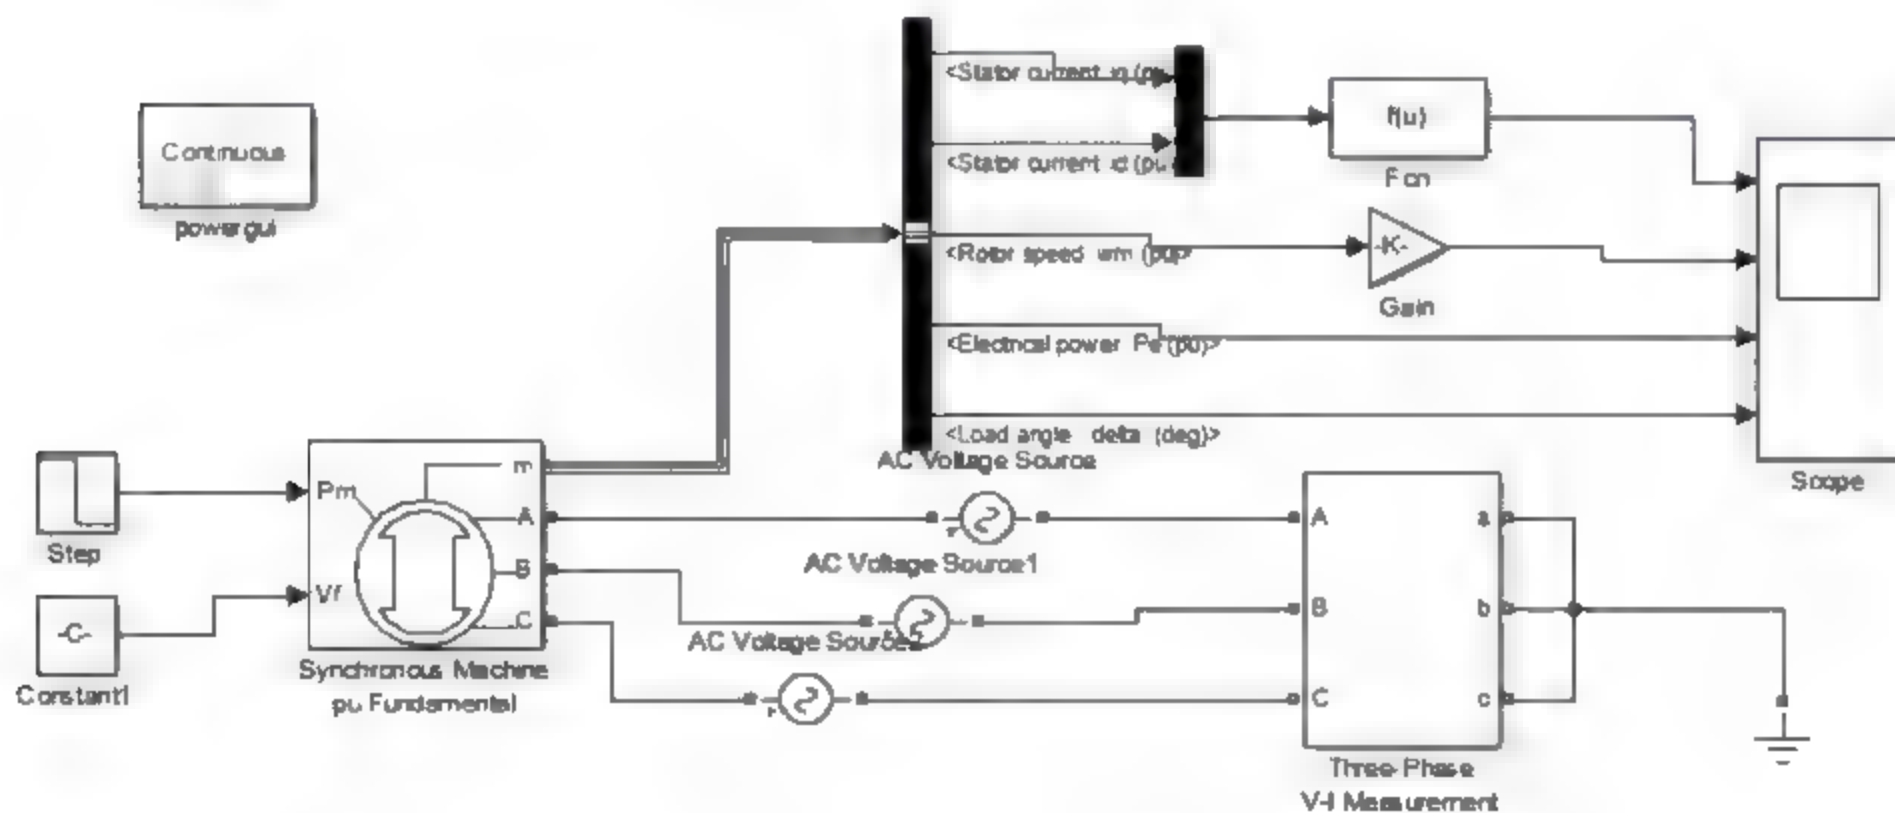 <Stator current iq (pu
<Stator current id (pu
f(u)
Fcn
Continuous
powergui
<Rotor speed wm (pu)>
-K-
Gain
<Electrical power Pe (pu)>
<Load angle delta (deg)>
Scope
AC Voltage Source
Step
-C-
Constant1
Pm
Vf
m
A
B
C
Synchronous Machine
pu Fundamental
AC Voltage Source1
AC Voltage Source2
A
B
C
a
b
c
Three-Phase
V-I Measurement